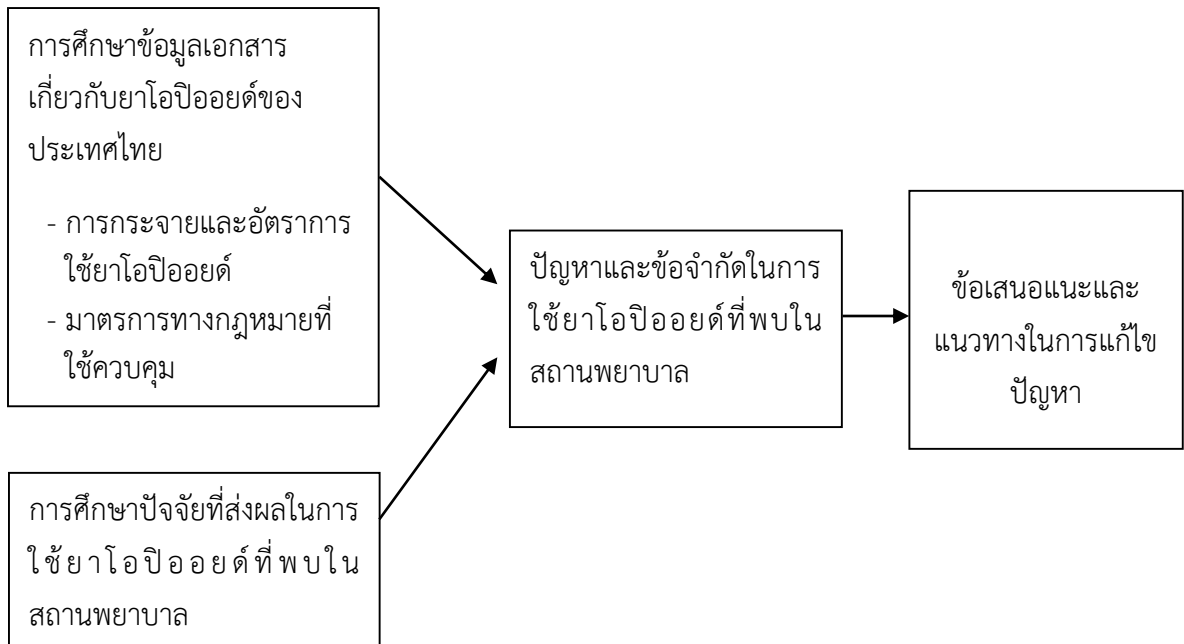 การศึกษาข้อมูลเอกสาร
เกี่ยวกับยาโอปิออยด์ของ
ประเทศไทย
- การกระจายและอัตราการ
ใช้ยาโอปิออยด์
- มาตรการทางกฎหมายที่
ใช้ควบคุม
การศึกษาปัจจัยที่ส่งผลในการ
ใช้ยาโอปิออยด์ที่พบใน
สถานพยาบาล
ปัญหาและข้อจำกัดในการ
ใช้ยาโอปิออยด์ที่พบใน
สถานพยาบาล
ข้อเสนอแนะและ
แนวทางในการแก้ไข
ปัญหา